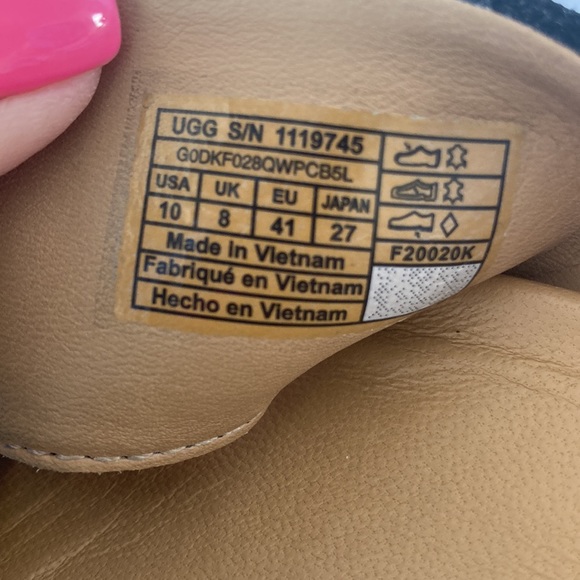 UGG S/N 1119745
G0DKF028QWPCB5L
USA UK EU JAPAN
10 8 41 27
Made in Vietnam
Fabriqué en Vietnam
Hecho en Vietnam
F20020K